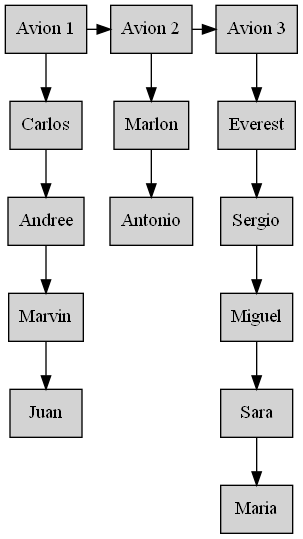 Avion 1
Avion 2
Avion 3
Carlos
Marlon
Everest
Andree
Antonio
Sergio
Marvin
Miguel
Juan
Sara
Maria